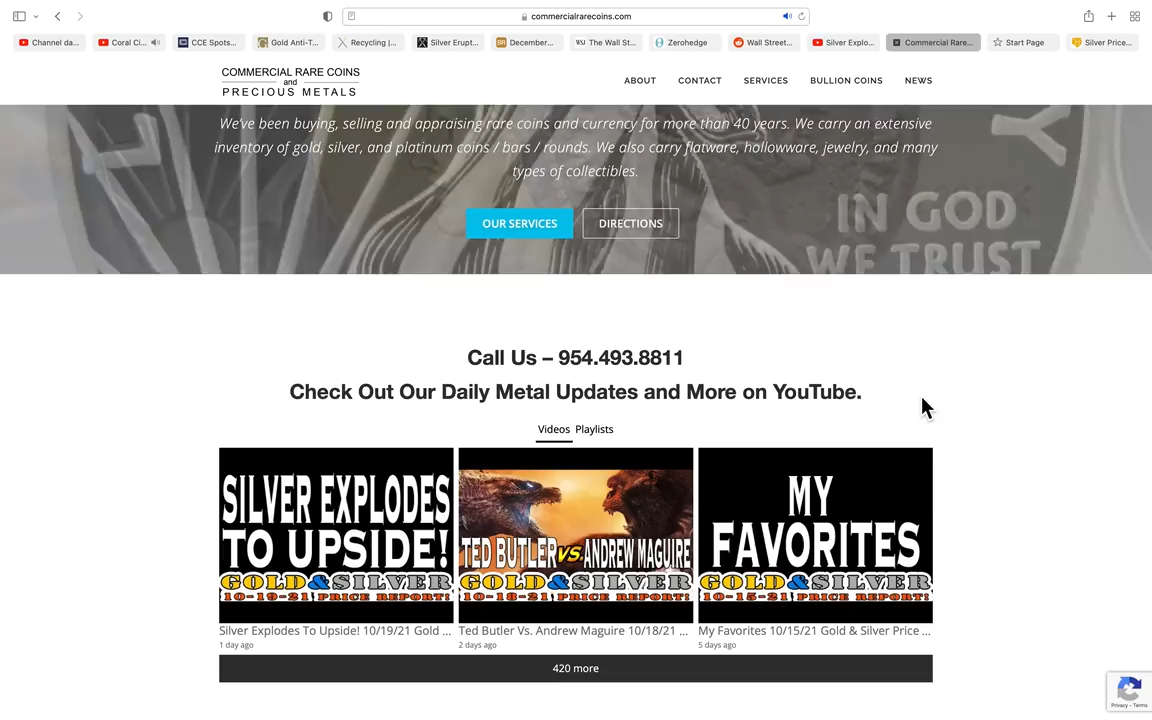 commercialrarecoins.com
Channel da...
Coral Ci...
CCE Spots...
Gold Anti-T...
Recycling |...
Silver Erupt...
December...
WSJ The Wall St...
Zerohedge
Wall Street...
Silver Explo...
Commercial Rare...
Start Page
Silver Price...
COMMERCIAL RARE COINS
and
PRECIOUS METALS
ABOUT
CONTACT
SERVICES
BULLION COINS
NEWS
We've been buying, selling and appraising rare coins and currency for more than 40 years. We carry an extensive
inventory of gold, silver, and platinum coins / bars / rounds. We also carry flatware, hollowware, jewelry, and many
types of collectibles.
OUR SERVICES
DIRECTIONS
IN GOD
WE TRUST
Call Us – 954.493.8811
Check Out Our Daily Metal Updates and More on YouTube.
Videos Playlists
SILVER EXPLODES
TO UPSIDE!
GOLD&SILVER
10-19-21 PRICE REPORT!
TED BUTLER VS. ANDREW MAGUIRE
GOLD&SILVER
10-18-21 PRICE REPORT!
MY
FAVORITES
GOLD&SILVER
10-15-21 PRICE REPORT!
Silver Explodes To Upside! 10/19/21 Gold ...
1 day ago
Ted Butler Vs. Andrew Maguire 10/18/21 ...
2 days ago
My Favorites 10/15/21 Gold & Silver Price ...
5 days ago
420 more
Privacy - Terms